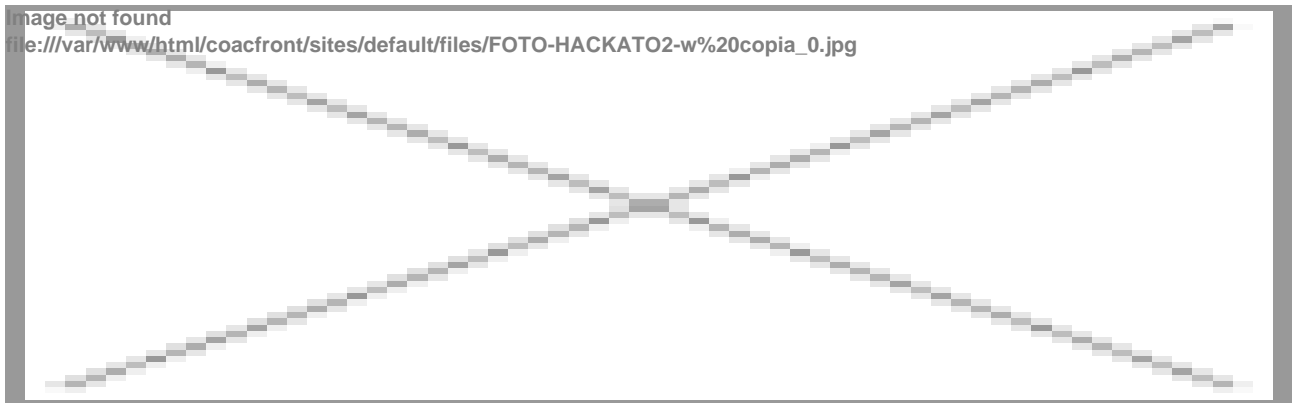 Image not found
file:///var/www/html/coacfront/sites/default/files/FOTO-HACKATO2-w%20copia_0.jpg